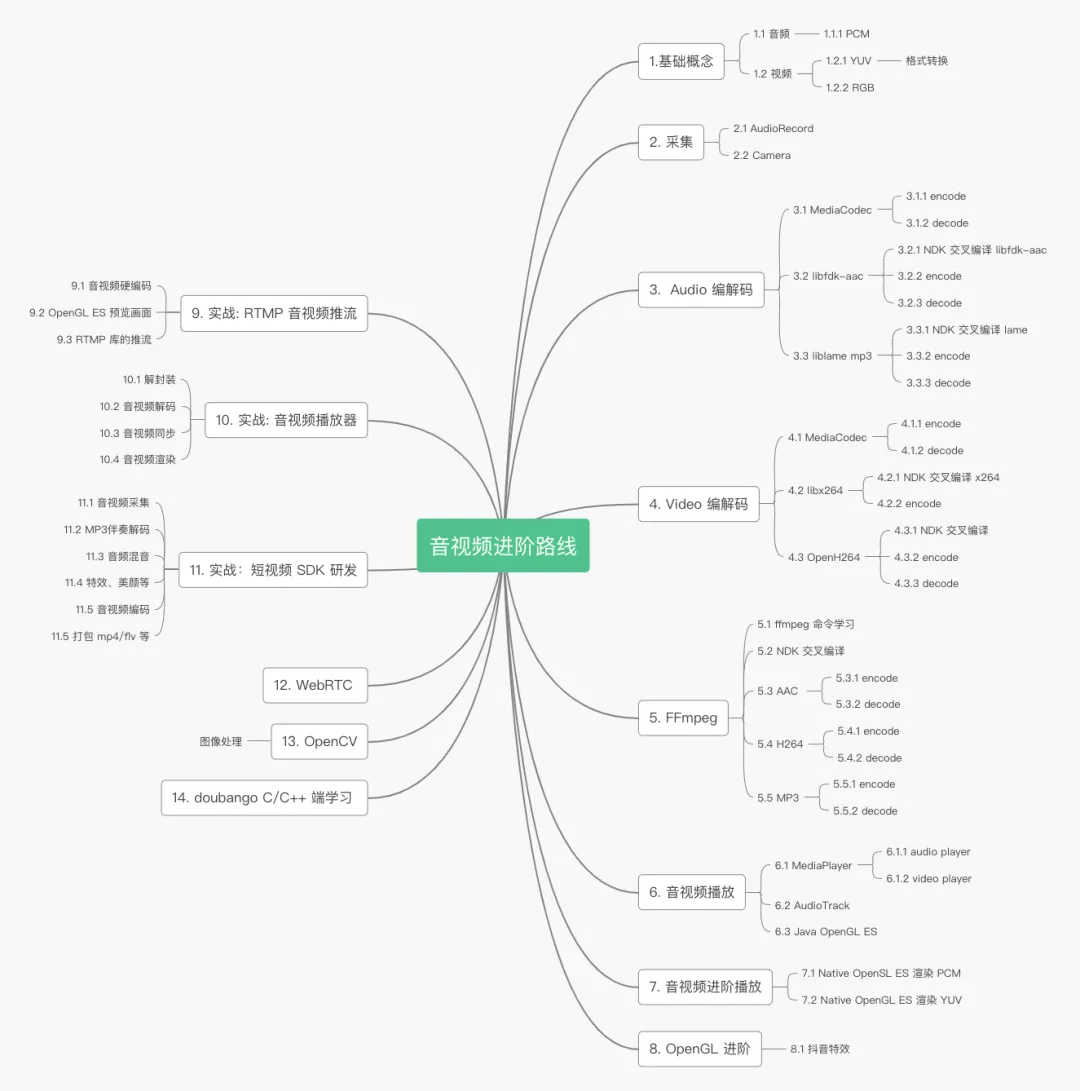 音视频进阶路线
1.基础概念
1.1 音频
1.1.1 PCM
1.2 视频
1.2.1 YUV
格式转换
1.2.2 RGB
2. 采集
2.1 AudioRecord
2.2 Camera
3. Audio 编解码
3.1 MediaCodec
3.1.1 encode
3.1.2 decode
3.2 libfdk-aac
3.2.1 NDK 交叉编译 libfdk-aac
3.2.2 encode
3.2.3 decode
3.3 liblame mp3
3.3.1 NDK 交叉编译 lame
3.3.2 encode
3.3.3 decode
4. Video 编解码
4.1 MediaCodec
4.1.1 encode
4.1.2 decode
4.2 libx264
4.2.1 NDK 交叉编译 x264
4.2.2 encode
4.3 OpenH264
4.3.1 NDK 交叉编译
4.3.2 encode
4.3.3 decode
5. FFmpeg
5.1 ffmpeg 命令学习
5.2 NDK 交叉编译
5.3 AAC
5.3.1 encode
5.3.2 decode
5.4 H264
5.4.1 encode
5.4.2 decode
5.5 MP3
5.5.1 encode
5.5.2 decode
6. 音视频播放
6.1 MediaPlayer
6.1.1 audio player
6.1.2 video player
6.2 AudioTrack
6.3 Java OpenGL ES
7. 音视频进阶播放
7.1 Native OpenSL ES 渲染 PCM
7.2 Native OpenGL ES 渲染 YUV
8. OpenGL 进阶
8.1 抖音特效
9. 实战: RTMP 音视频推流
9.1 音视频硬编码
9.2 OpenGL ES 预览画面
9.3 RTMP 库的推流
10. 实战: 音视频播放器
10.1 解封装
10.2 音视频解码
10.3 音视频同步
10.4 音视频渲染
11. 实战：短视频 SDK 研发
11.1 音视频采集
11.2 MP3伴奏解码
11.3 音频混音
11.4 特效、美颜等
11.5 音视频编码
11.5 打包 mp4/flv 等
12. WebRTC
13. OpenCV
图像处理
14. doubango C/C++ 端学习